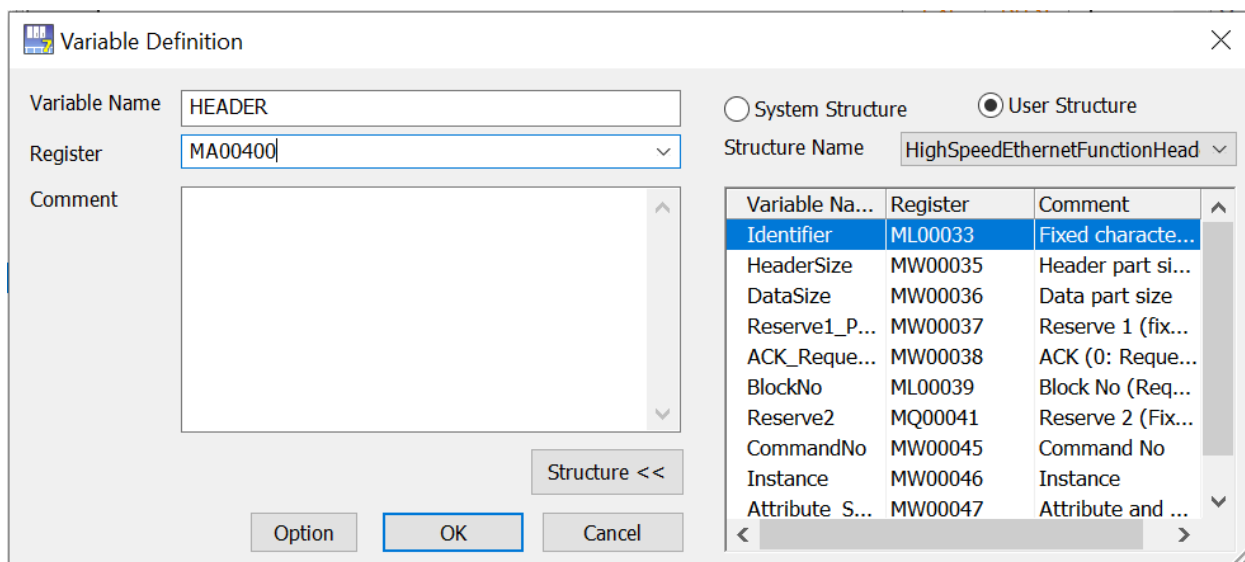 Variable Definition
Variable Name HEADER
Register MA00400
Comment
Structure <<
Option OK Cancel
System Structure User Structure
Structure Name HighSpeedEthernetFunctionHead
Variable Na... Register Comment
Identifier ML00033 Fixed characte...
HeaderSize MW00035 Header part si...
DataSize MW00036 Data part size
Reserve1_P... MW00037 Reserve 1 (fix...
ACK_Reque... MW00038 ACK (0: Reque...
BlockNo ML00039 Block No (Req...
Reserve2 MQ00041 Reserve 2 (Fix...
CommandNo MW00045 Command No
Instance MW00046 Instance
Attribute_S... MW00047 Attribute and ...